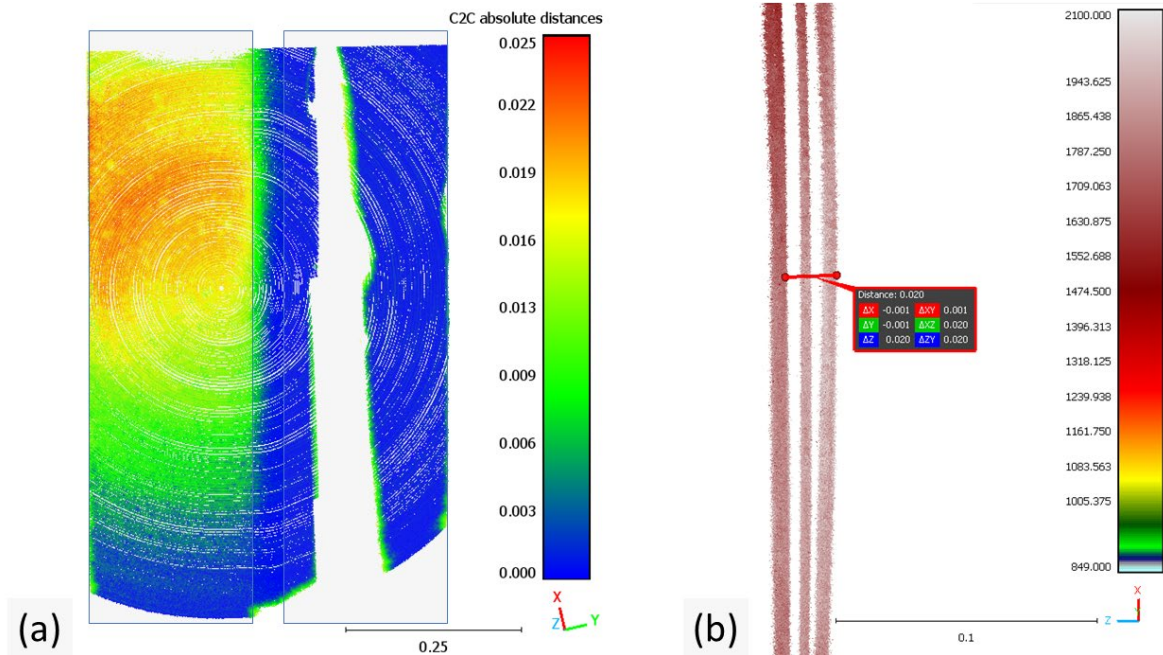 C2C absolute distances
0.025
0.022
0.019
0.016
0.013
0.009
0.006
0.003
0.000
X
Z
Y
0.25
(a)
2100.000
1943.625
1865.438
1787.250
1709.063
1630.875
1552.688
1474.500
1396.313
1318.125
1239.938
1161.750
1083.563
1005.375
849.000
Distance: 0.020
ΔX -0.001 ΔXY 0.001
ΔY -0.001 ΔXZ 0.020
ΔZ 0.020 ΔZY 0.020
X
Y
Z
0.1
(b)